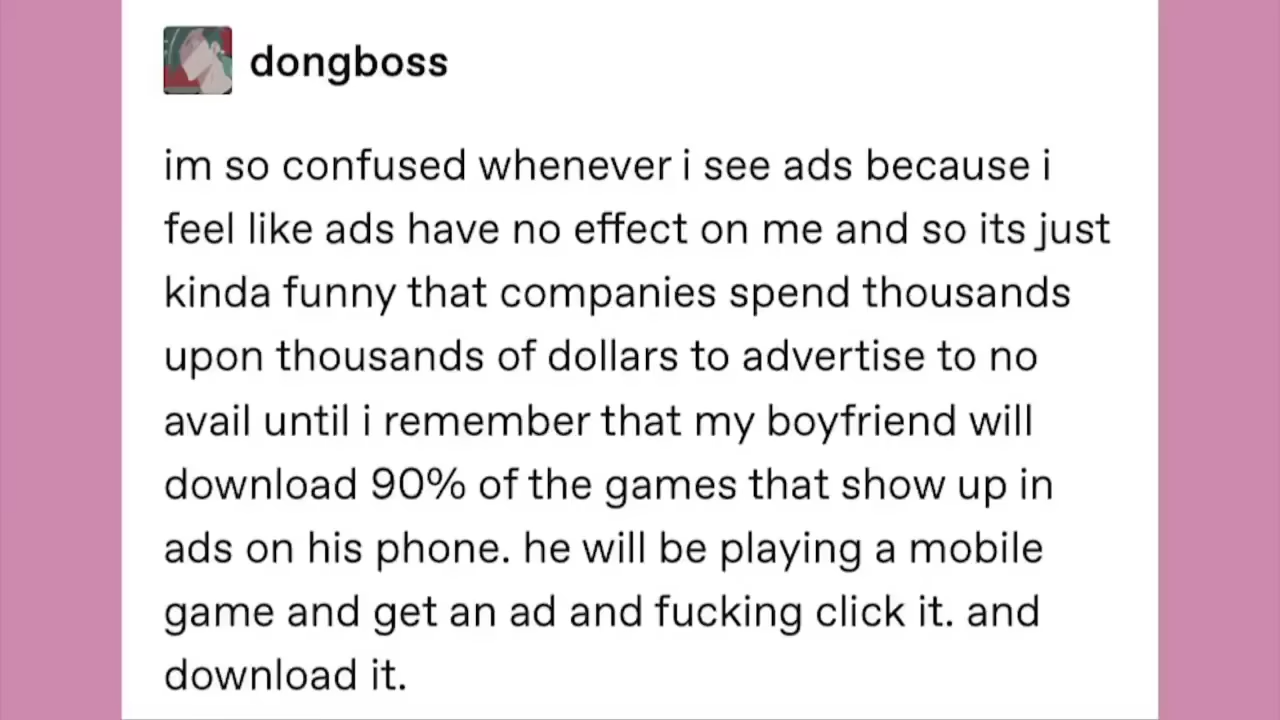 dongboss
im so confused whenever i see ads because i
feel like ads have no effect on me and so its just
kinda funny that companies spend thousands
upon thousands of dollars to advertise to no
avail until i remember that my boyfriend will
download 90% of the games that show up in
ads on his phone. he will be playing a mobile
game and get an ad and fucking click it. and
download it.